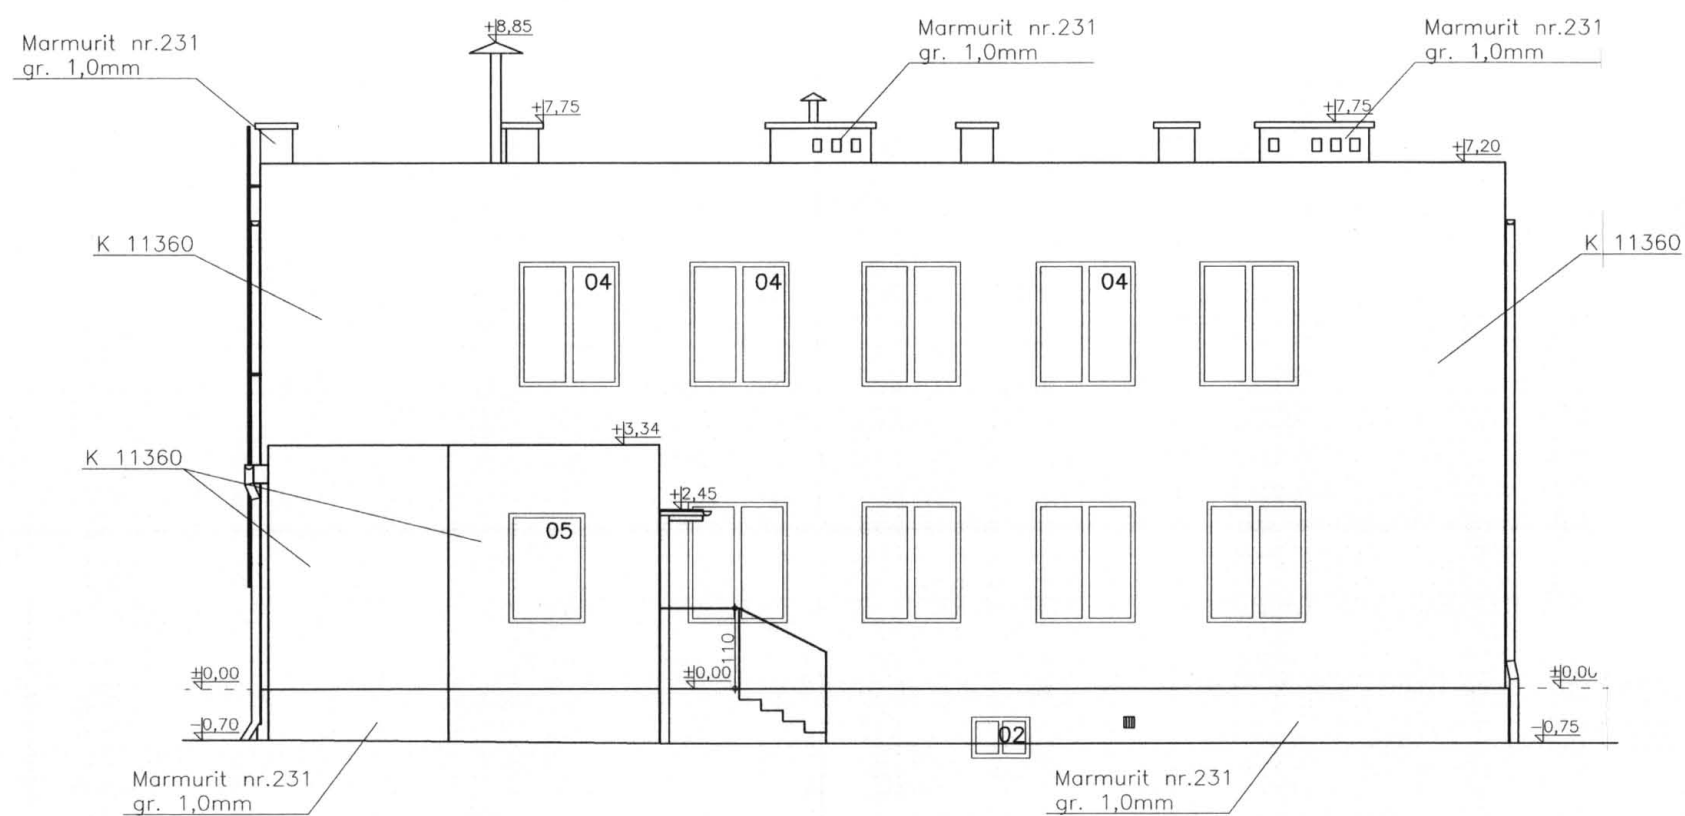 +8,85
Marmurit nr.231
gr. 1,0mm
Marmurit nr.231
gr. 1,0mm
Marmurit nr.231
gr. 1,0mm
+7,75
+7,75
+7,20
K 11360
K 11360
04
04
04
+3,34
K 11360
+2,45
05
110
±0,00
±0,00
±0,00
-0,70
02
-0,75
Marmurit nr.231
gr. 1,0mm
Marmurit nr.231
gr. 1,0mm